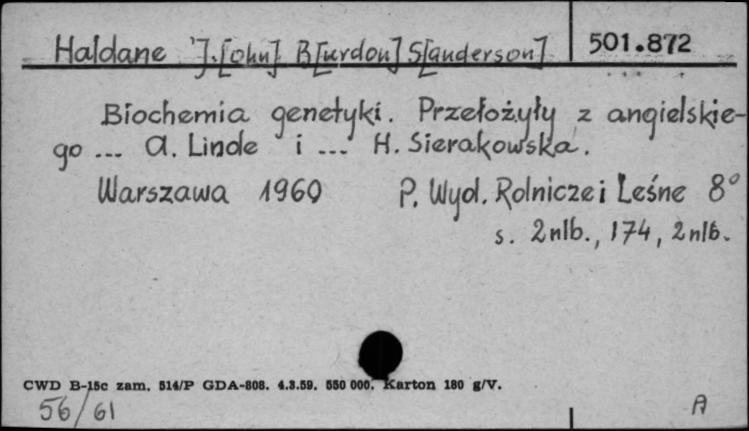 Haldane J.[ohn] B[urdon] S[anderson] 501.872
Biochemia genetyki. Przełożyły z angielskie-
go ... A. Linde i ... H. Sierakowska.
Warszawa 1960 P. Wyd. Rolnicze i Leśne 8°
s. 2nlb., 174, 2nlb.
CWD B-15c zam. 514/P GDA-808. 4.3.59. 550 000. Karton 180 g/V.
56/61 A